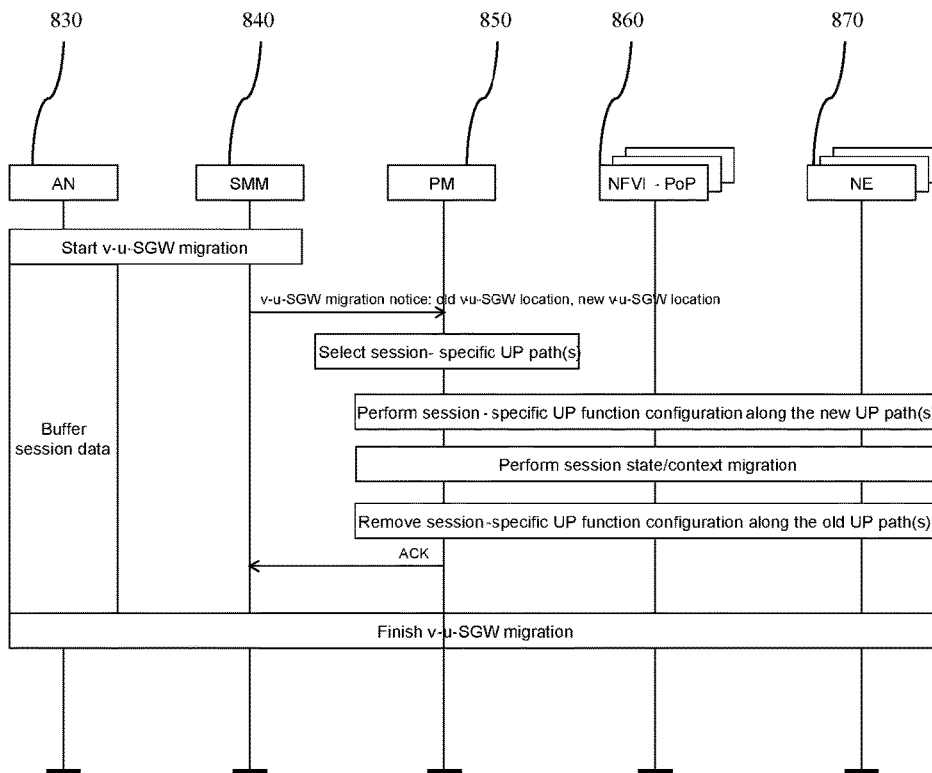 830
840
850
860
870
AN
SMM
PM
NFVI - PoP
NE
Start v-u-SGW migration
v-u-SGW migration notice: old v-u-SGW location, new v-u-SGW location
Select session- specific UP path(s)
Perform session - specific UP function configuration along the new UP path(s
Buffer
session data
Perform session state/context migration
Remove session-specific UP function configuration along the old UP path(s)
ACK
Finish v-u-SGW migration